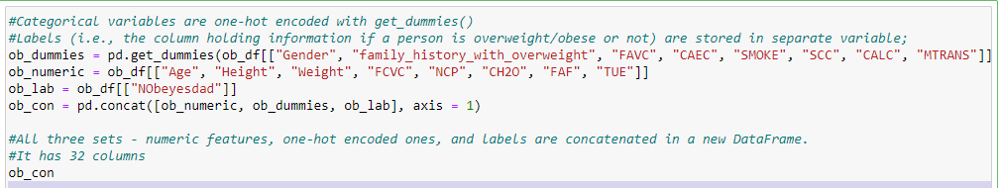 #Categorical variables are one-hot encoded with get_dummies()
#Labels (i.e., the column holding information if a person is overweight/obese or not) are stored in separate variable;
ob_dummies = pd.get_dummies(ob_df[["Gender", "family_history_with_overweight", "FAVC", "CAEC", "SMOKE", "SCC", "CALC", "MTRANS"]]
ob_numeric = ob_df[["Age", "Height", "Weight", "FCVC", "NCP", "CH2O", "FAF", "TUE"]]
ob_lab = ob_df[["NObeyesdad"]]
ob_con = pd.concat([ob_numeric, ob_dummies, ob_lab], axis = 1)
#All three sets - numeric features, one-hot encoded ones, and labels are concatenated in a new DataFrame.
#It has 32 columns
ob_con